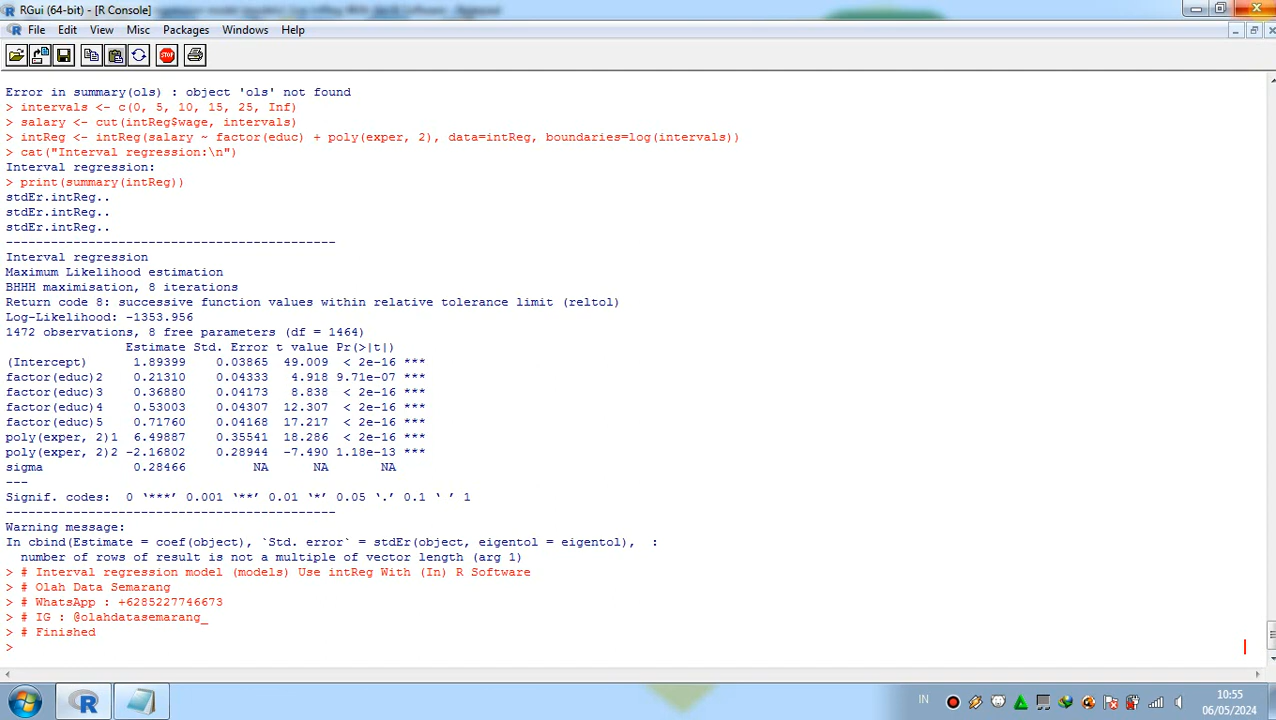 RGui (64-bit) - [R Console]
File Edit View Misc Packages Windows Help
STOP
Error in summary(ols) : object 'ols' not found
> intervals <- c(0, 5, 10, 15, 25, Inf)
> salary <- cut(intReg$wage, intervals)
> intReg <- intReg(salary ~ factor(educ) + poly(exper, 2), data=intReg, boundaries=log(intervals))
> cat("Interval regression:\n")
Interval regression:
> print(summary(intReg))
stdEr.intReg..
stdEr.intReg..
stdEr.intReg..
--------------------------------------------
Interval regression
Maximum Likelihood estimation
BHHH maximisation, 8 iterations
Return code 8: successive function values within relative tolerance limit (reltol)
Log-Likelihood: -1353.956
1472 observations, 8 free parameters (df = 1464)
Estimate Std. Error t value Pr(>|t|)
(Intercept) 1.89399 0.03865 49.009 < 2e-16 ***
factor(educ)2 0.21310 0.04333 4.918 9.71e-07 ***
factor(educ)3 0.36880 0.04173 8.838 < 2e-16 ***
factor(educ)4 0.53003 0.04307 12.307 < 2e-16 ***
factor(educ)5 0.71760 0.04168 17.217 < 2e-16 ***
poly(exper, 2)1 6.49887 0.35541 18.286 < 2e-16 ***
poly(exper, 2)2 -2.16802 0.28944 -7.490 1.18e-13 ***
sigma 0.28466 NA NA NA
---
Signif. codes: 0 ‘***’ 0.001 ‘**’ 0.01 ‘*’ 0.05 ‘.’ 0.1 ‘ ’ 1
--------------------------------------------
Warning message:
In cbind(Estimate = coef(object), `Std. error` = stdEr(object, eigentol = eigentol), :
number of rows of result is not a multiple of vector length (arg 1)
> # Interval regression model (models) Use intReg With (In) R Software
> # Olah Data Semarang
> # WhatsApp : +6285227746673
> # IG : @olahdatasemarang_
> # Finished
>
IN
10:55
06/05/2024